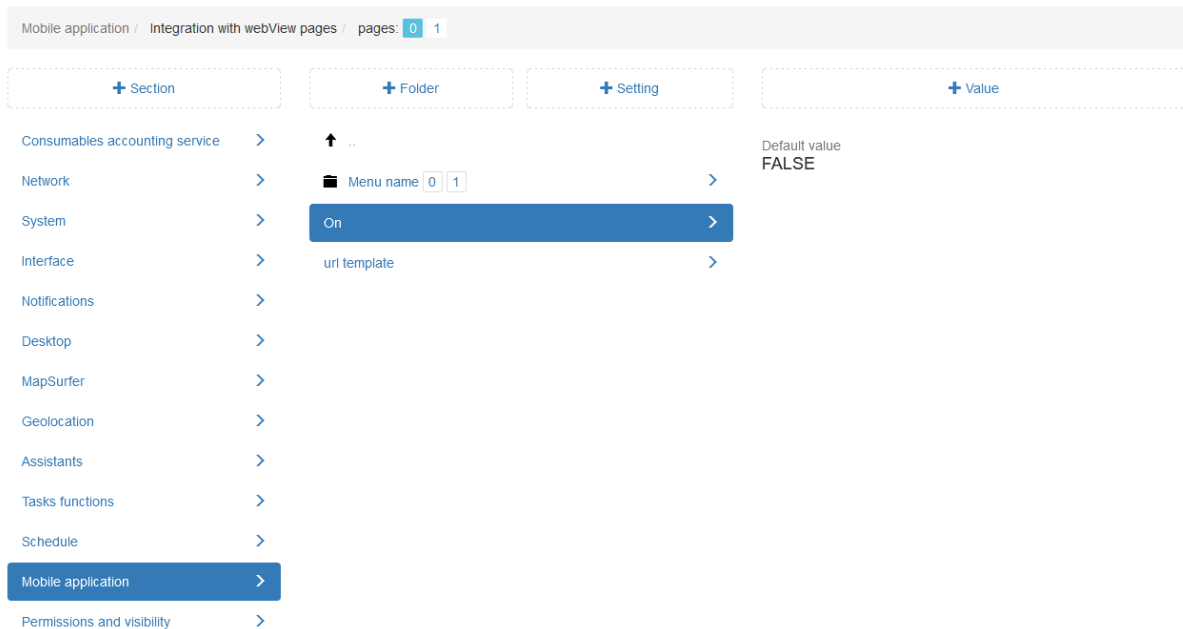 Mobile application / Integration with webView pages / pages: 0 1
+ Section
+ Folder
+ Setting
+ Value
Consumables accounting service
Network
System
Interface
Notifications
Desktop
MapSurfer
Geolocation
Assistants
Tasks functions
Schedule
Mobile application
Permissions and visibility
..
Menu name 0 1
On
url template
Default value
FALSE